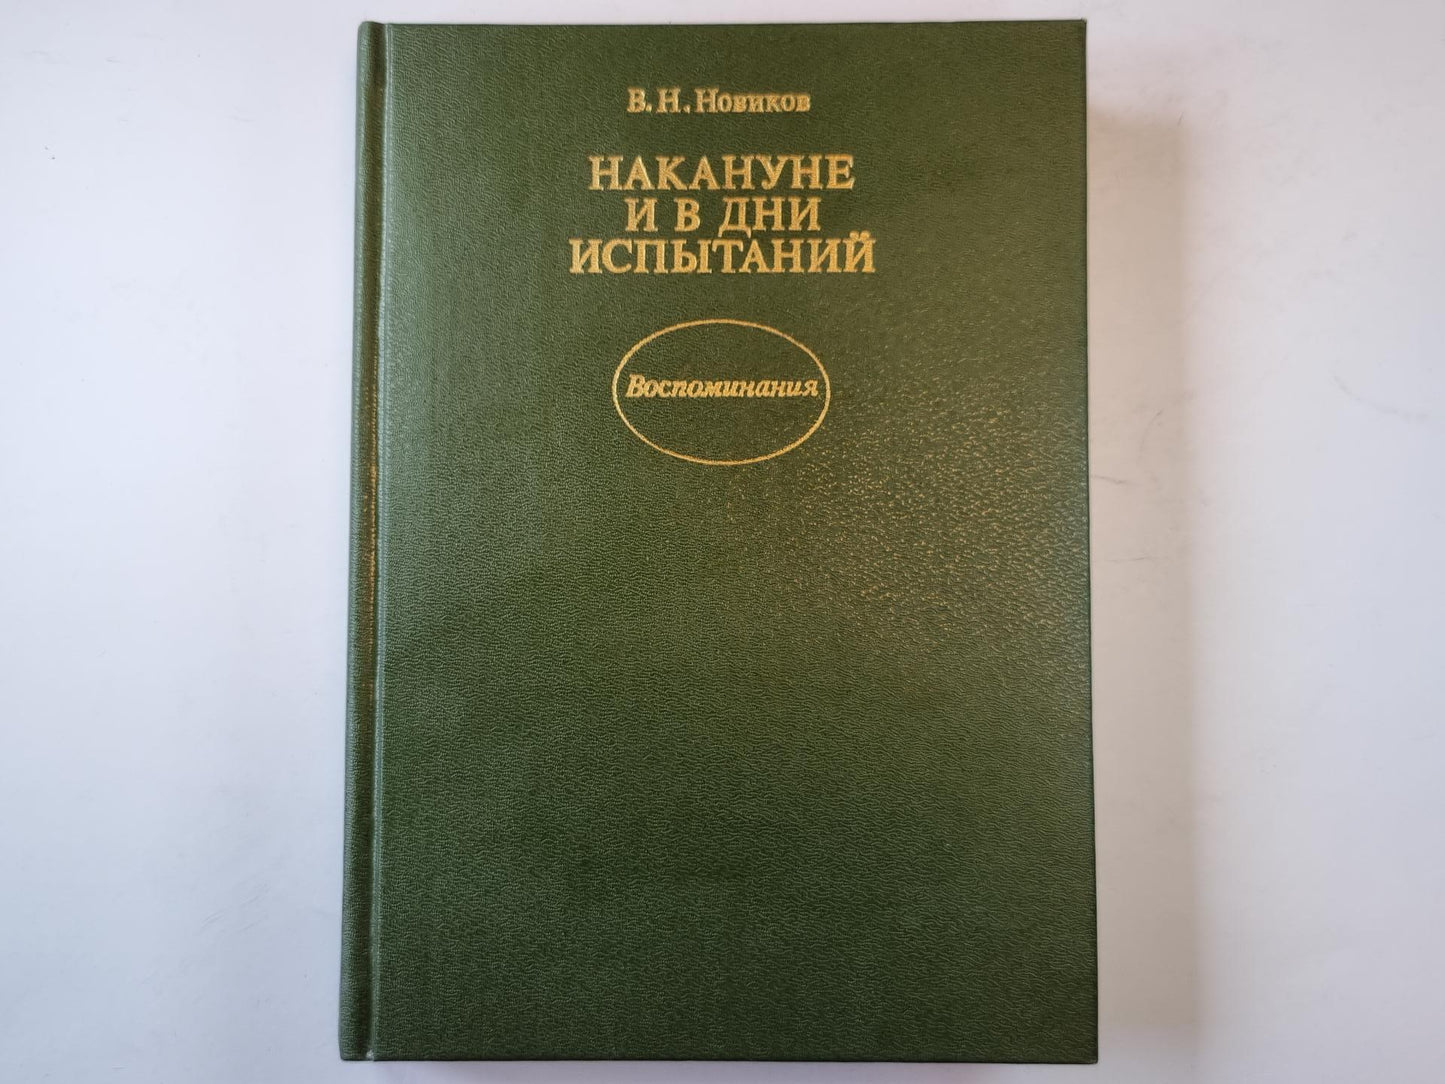 В. Н. Новиков
НАКАНУНЕ
И В ДНИ
ИСПЫТАНИЙ
Воспоминания